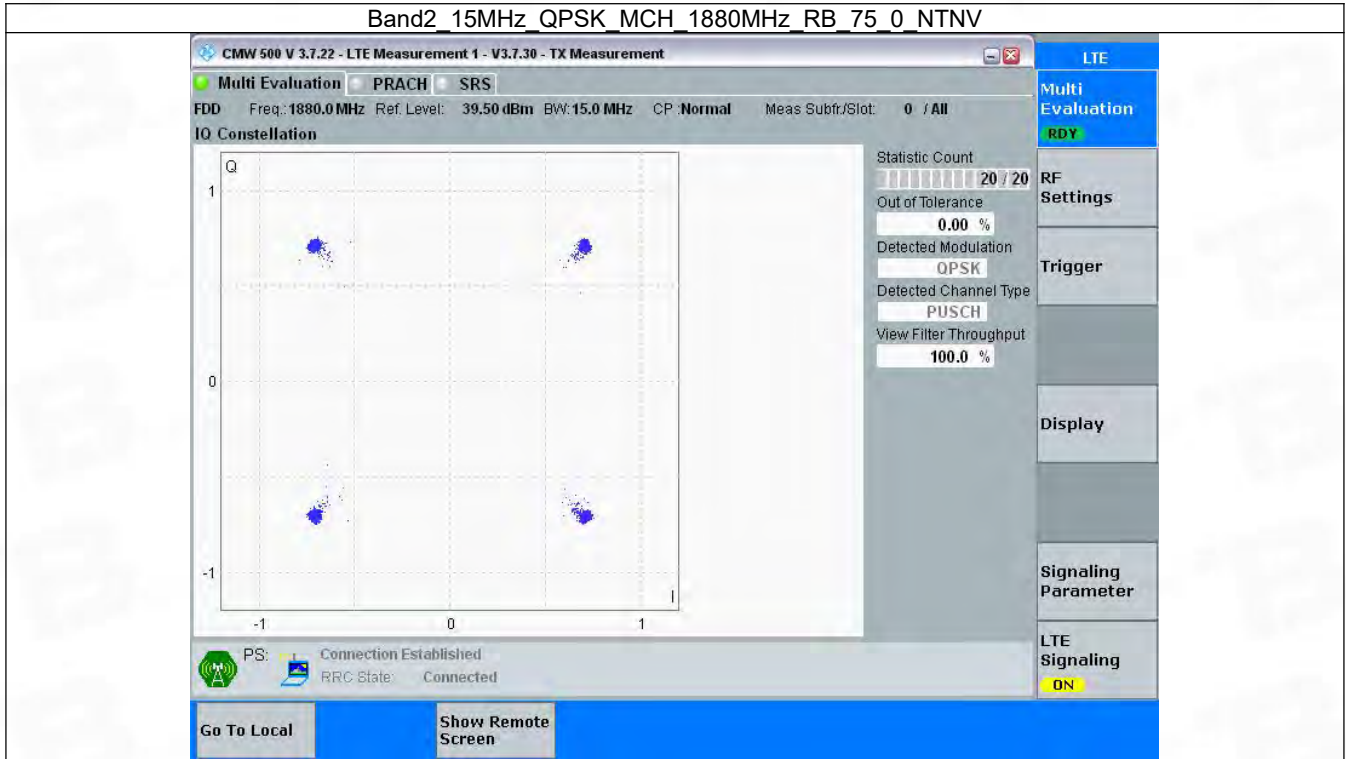 Band2_15MHz_QPSK_MCH_1880MHz_RB_75_0_NTNV
CMW 500 V 3.7.22 - LTE Measurement 1 - V3.7.30 - TX Measurement
LTE
Multi Evaluation PRACH SRS
FDD Freq.: 1880.0 MHz Ref. Level: 39.50 dBm BW: 15.0 MHz CP :Normal Meas Subfr./Slot: 0 / All
IQ Constellation
Q
1
0
-1
I
-1 0 1
Statistic Count
20 / 20
Out of Tolerance
0.00 %
Detected Modulation
QPSK
Detected Channel Type
PUSCH
View Filter Throughput
100.0 %
Multi
Evaluation
RDY
RF
Settings
Trigger
Display
Signaling
Parameter
LTE
Signaling
ON
PS: Connection Established
RRC State: Connected
Go To Local
Show Remote
Screen